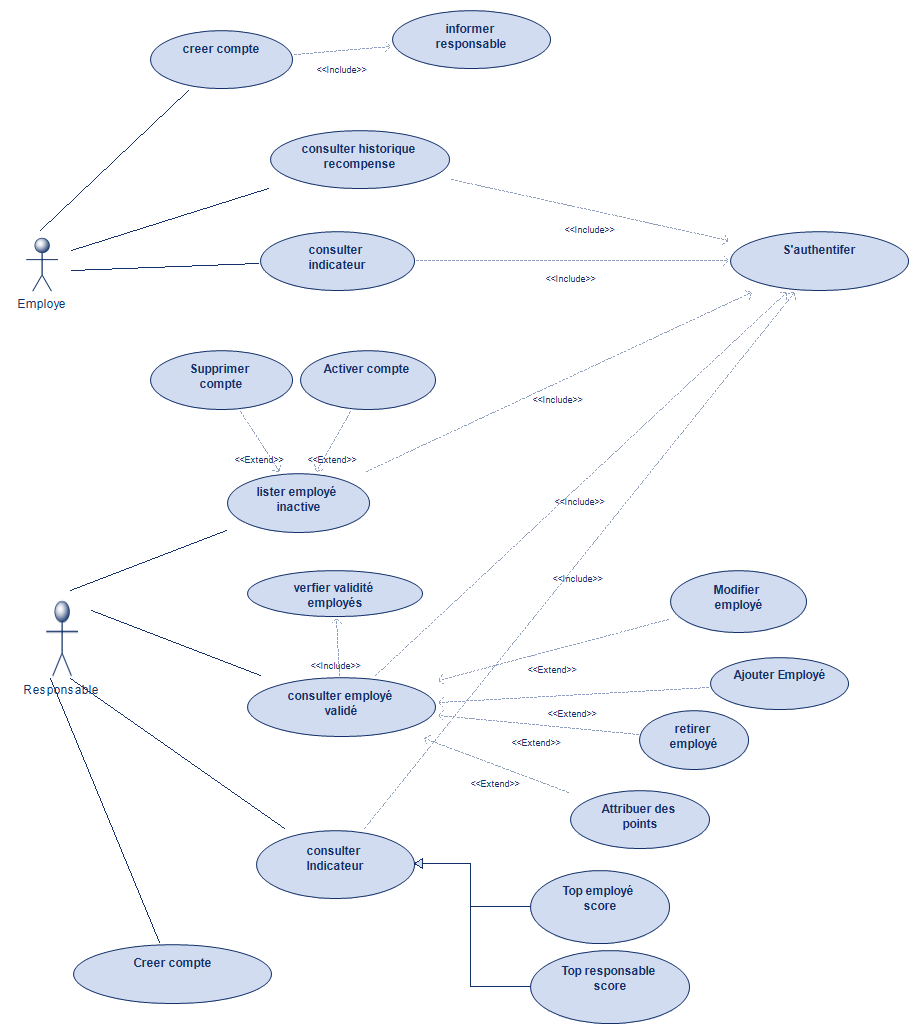 informer
responsable
creer compte
<<Include>>
consulter historique
recompense
<<Include>>
consulter
indicateur
S'authentifer
<<Include>>
Employe
Supprimer
compte
Activer compte
<<Include>>
<<Extend>>
<<Extend>>
lister employé
inactive
<<Include>>
<<Include>>
verfier validité
employés
Modifier
employé
<<Include>>
<<Extend>>
Responsable
consulter employé
validé
Ajouter Employé
<<Extend>>
retirer
employé
<<Extend>>
<<Extend>>
Attribuer des
points
consulter
Indicateur
Top employé
score
Creer compte
Top responsable
score